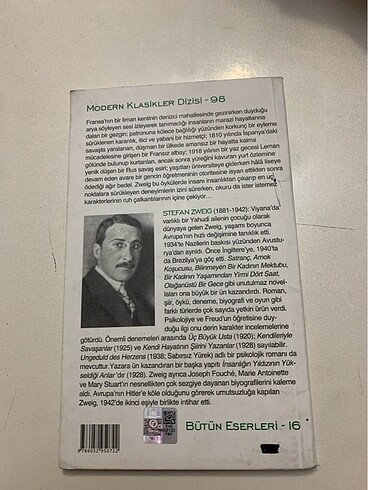 MODERN KLASİKLER DİZİSİ - 98
Fransa'nın bir liman kentinin denizci mahallesinde gezinirken duyduğu
arya söyleyen sesi izleyerek tanımadığı insanların marazi hayatlarına
dalan bir gezgin; patronuna kölece bağlılığı yüzünden korkunç bir eyleme
sürüklenen karanlık, itici ve yabani bir hizmetçi; 1810 yılında İspanya'daki
savaşta yaralanan, düşman bir ülkede amansız bir hayatta kalma
mücadelesine girişen bir Fransız albay; 1918 yılının bir yaz gecesi Leman
gölünde bulunup kurtarılan, ancak sonra yüreğini kavuran yurt özlemine
yenik düşen bir Rus savaş esiri; yaşıtları üniversiteye giderken hâlâ liseye
devam eden avare bir gencin öğretmeninin otoritesine isyan ettikten sonra
ödediği ağır bedel. Zweig bu öykülerde insanı insanlıktan çıkarıp en uç
noktalara sürükleyen deneyimlerin izini sürerken, okuru da ister istemez
karakterlerinin ruh çalkantılarının içine çekiyor...
STEFAN ZWEIG (1881-1942): Viyana'da
varlıklı bir Yahudi ailenin çocuğu olarak
dünyaya gelen Zweig, yaşamı boyunca
Avrupa'nın hızlı değişimine tanıklık etti.
1934'te Nazilerin baskısı yüzünden Avustur-
ya'dan ayrıldı. Önce İngiltere'ye, 1940'ta
da Brezilya'ya göç etti. Satranç, Amok
Koşucusu, Bilinmeyen Bir Kadının Mektubu,
Bir Kadının Yaşamından Yirmi Dört Saat,
Olağanüstü Bir Gece gibi unutulmaz novel-
laları ona büyük bir ün kazandırdı. Roman,
şiir, öykü, deneme, biyografi ve oyun gibi
farklı türlerde çok sayıda yetkin ürün verdi.
Psikolojiye ve Freud'un öğretisine duy-
duğu ilgi onu derin karakter incelemelerine
götürdü. Önemli denemeleri arasında Üç Büyük Usta (1920); Kendileriyle
Savaşanlar (1925) ve Kendi Hayatının Şiirini Yazanlar (1928) sayılabilir.
Ungeduld des Herzens (1938; Sabırsız Yürek) adlı bir psikolojik romanı da
mevcuttur.Yazara ün kazandıran bir başka yapıtı İnsanlığın Yıldızının Yük-
seldiği Anlar 'dır (1928). Zweig ayrıca Joseph Fouché, Marie Antoinette
ve Mary Stuart'ın nesnellikten çok sezgiye dayanan biyografilerini kaleme
aldı. Avrupa'nın Hitler'e köle olduğunu görerek umutsuzluğa kapılan
Zweig, 1942'de ikinci eşiyle birlikte intihar etti.
BÜTÜN ESERLERİ - 16
9786052950722